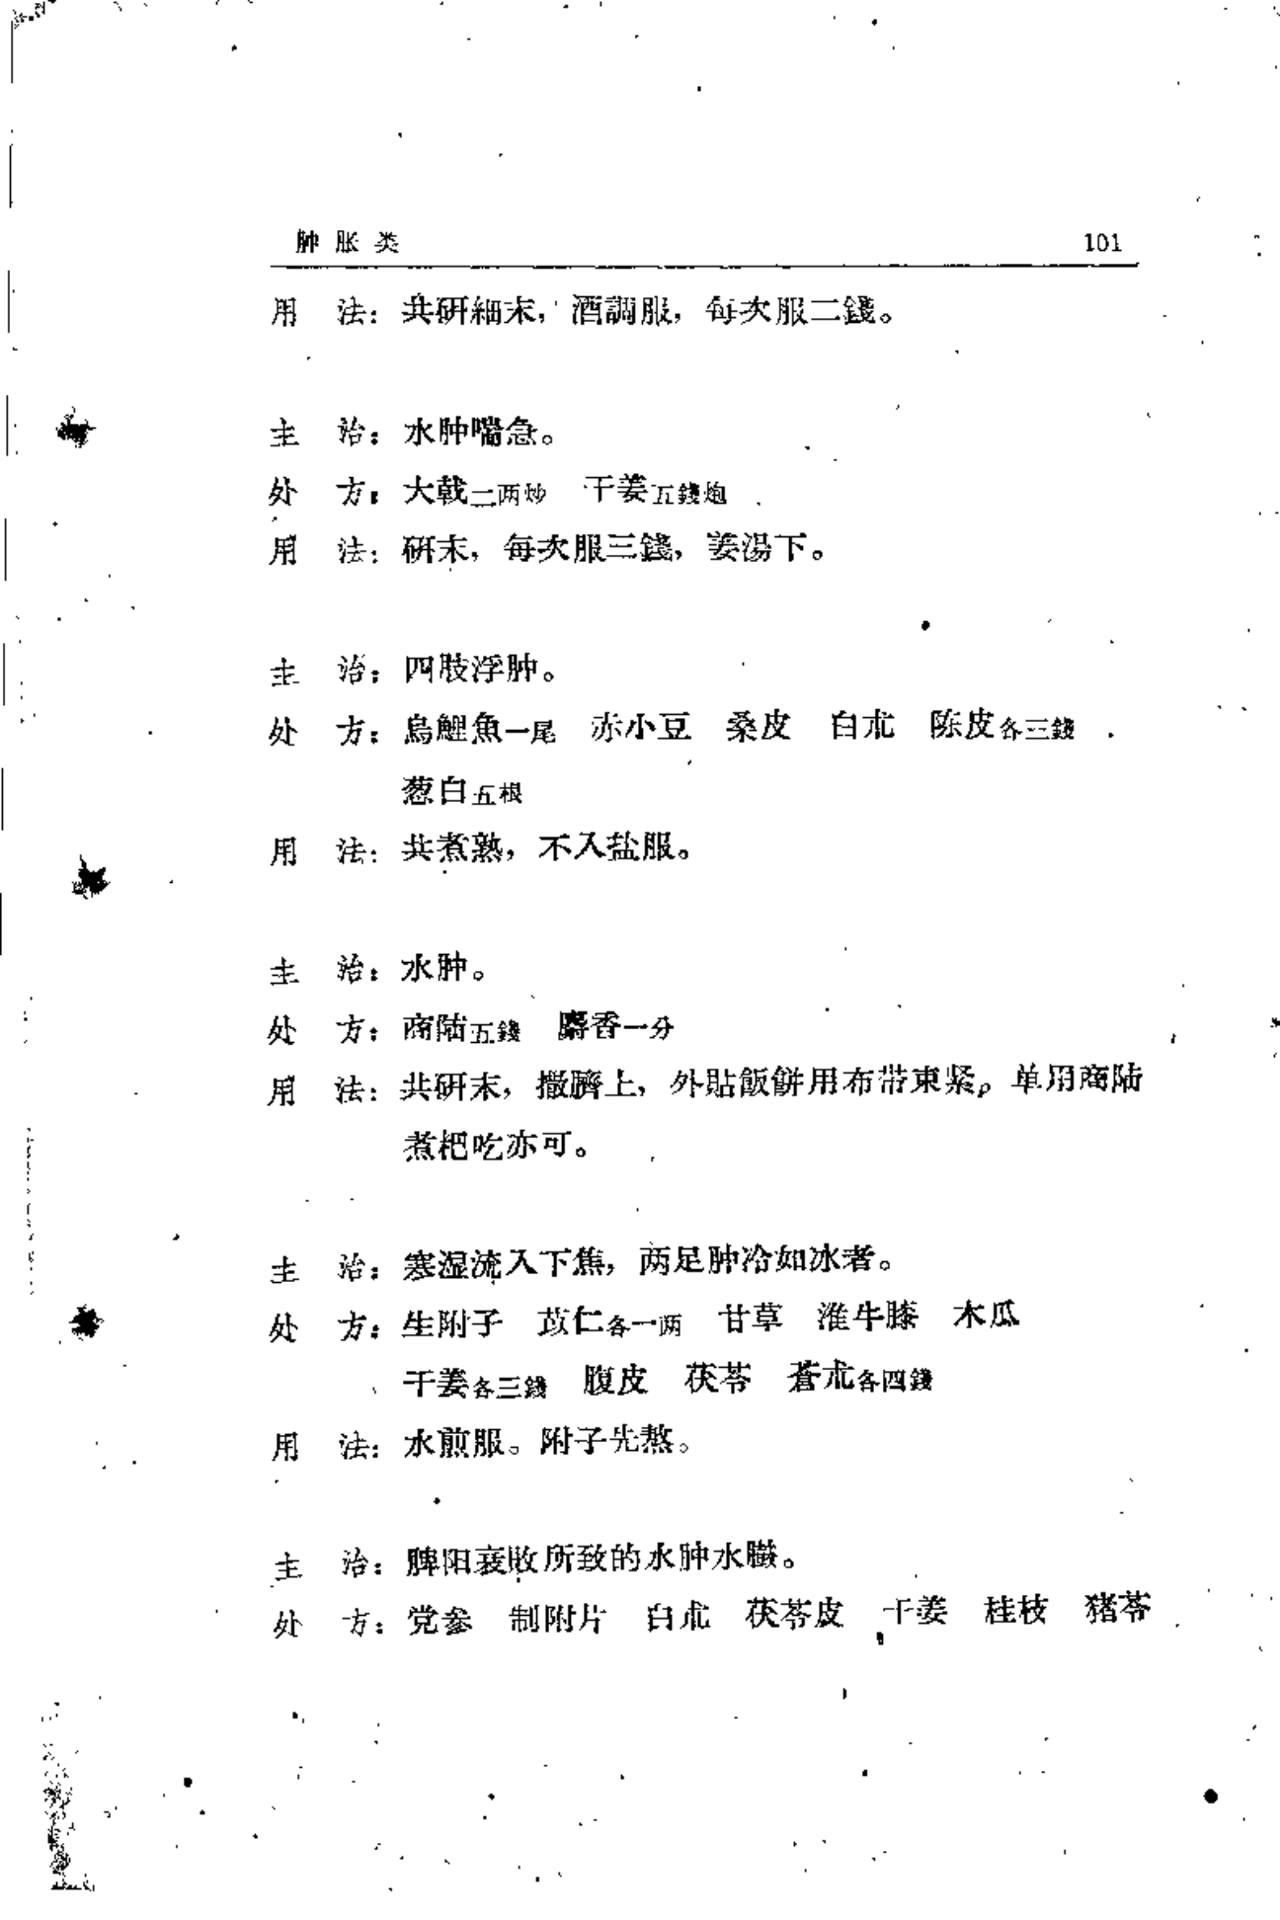 肿胀类 101
用　法：共研細末，酒調服，每次服二錢。
主　治：水肿喘急。
处　方：大戟二两炒　干姜五錢炮
用　法：研末，每次服三錢，姜湯下。
主　治：四肢浮肿。
处　方：烏鯉魚一尾　赤小豆　桑皮　白朮　陈皮各三錢
葱白五根
用　法：共煮熟，不入盐服。
主　治：水肿。
处　方：商陆五錢　麝香一分
用　法：共研末，撒臍上，外貼飯餅用布带束紧。单用商陆
煮粑吃亦可。
主　治：寒湿流入下焦，两足肿冷如冰者。
处　方：生附子　苡仁各一两　甘草　淮牛膝　木瓜
干姜各三錢　腹皮　茯苓　蒼朮各四錢
用　法：水煎服。附子先熬。
主　治：脾阳衰敗所致的水肿水臌。
处　方：党参　制附片　白朮　茯苓皮　干姜　桂枝　猪苓